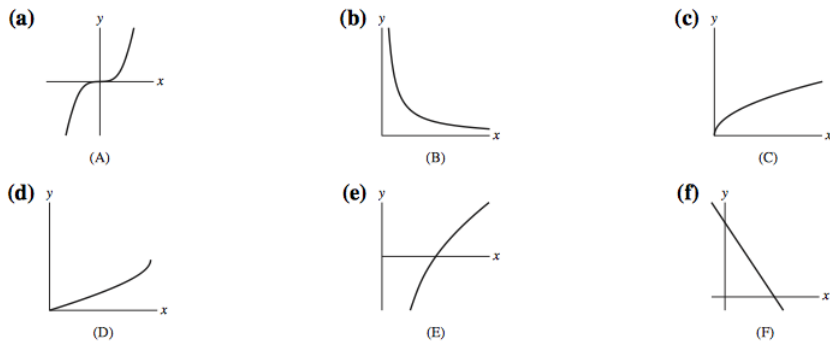 (a) y
x
(A)
(b) y
x
(B)
(c) y
x
(C)
(d) y
x
(D)
(e) y
x
(E)
(f) y
x
(F)